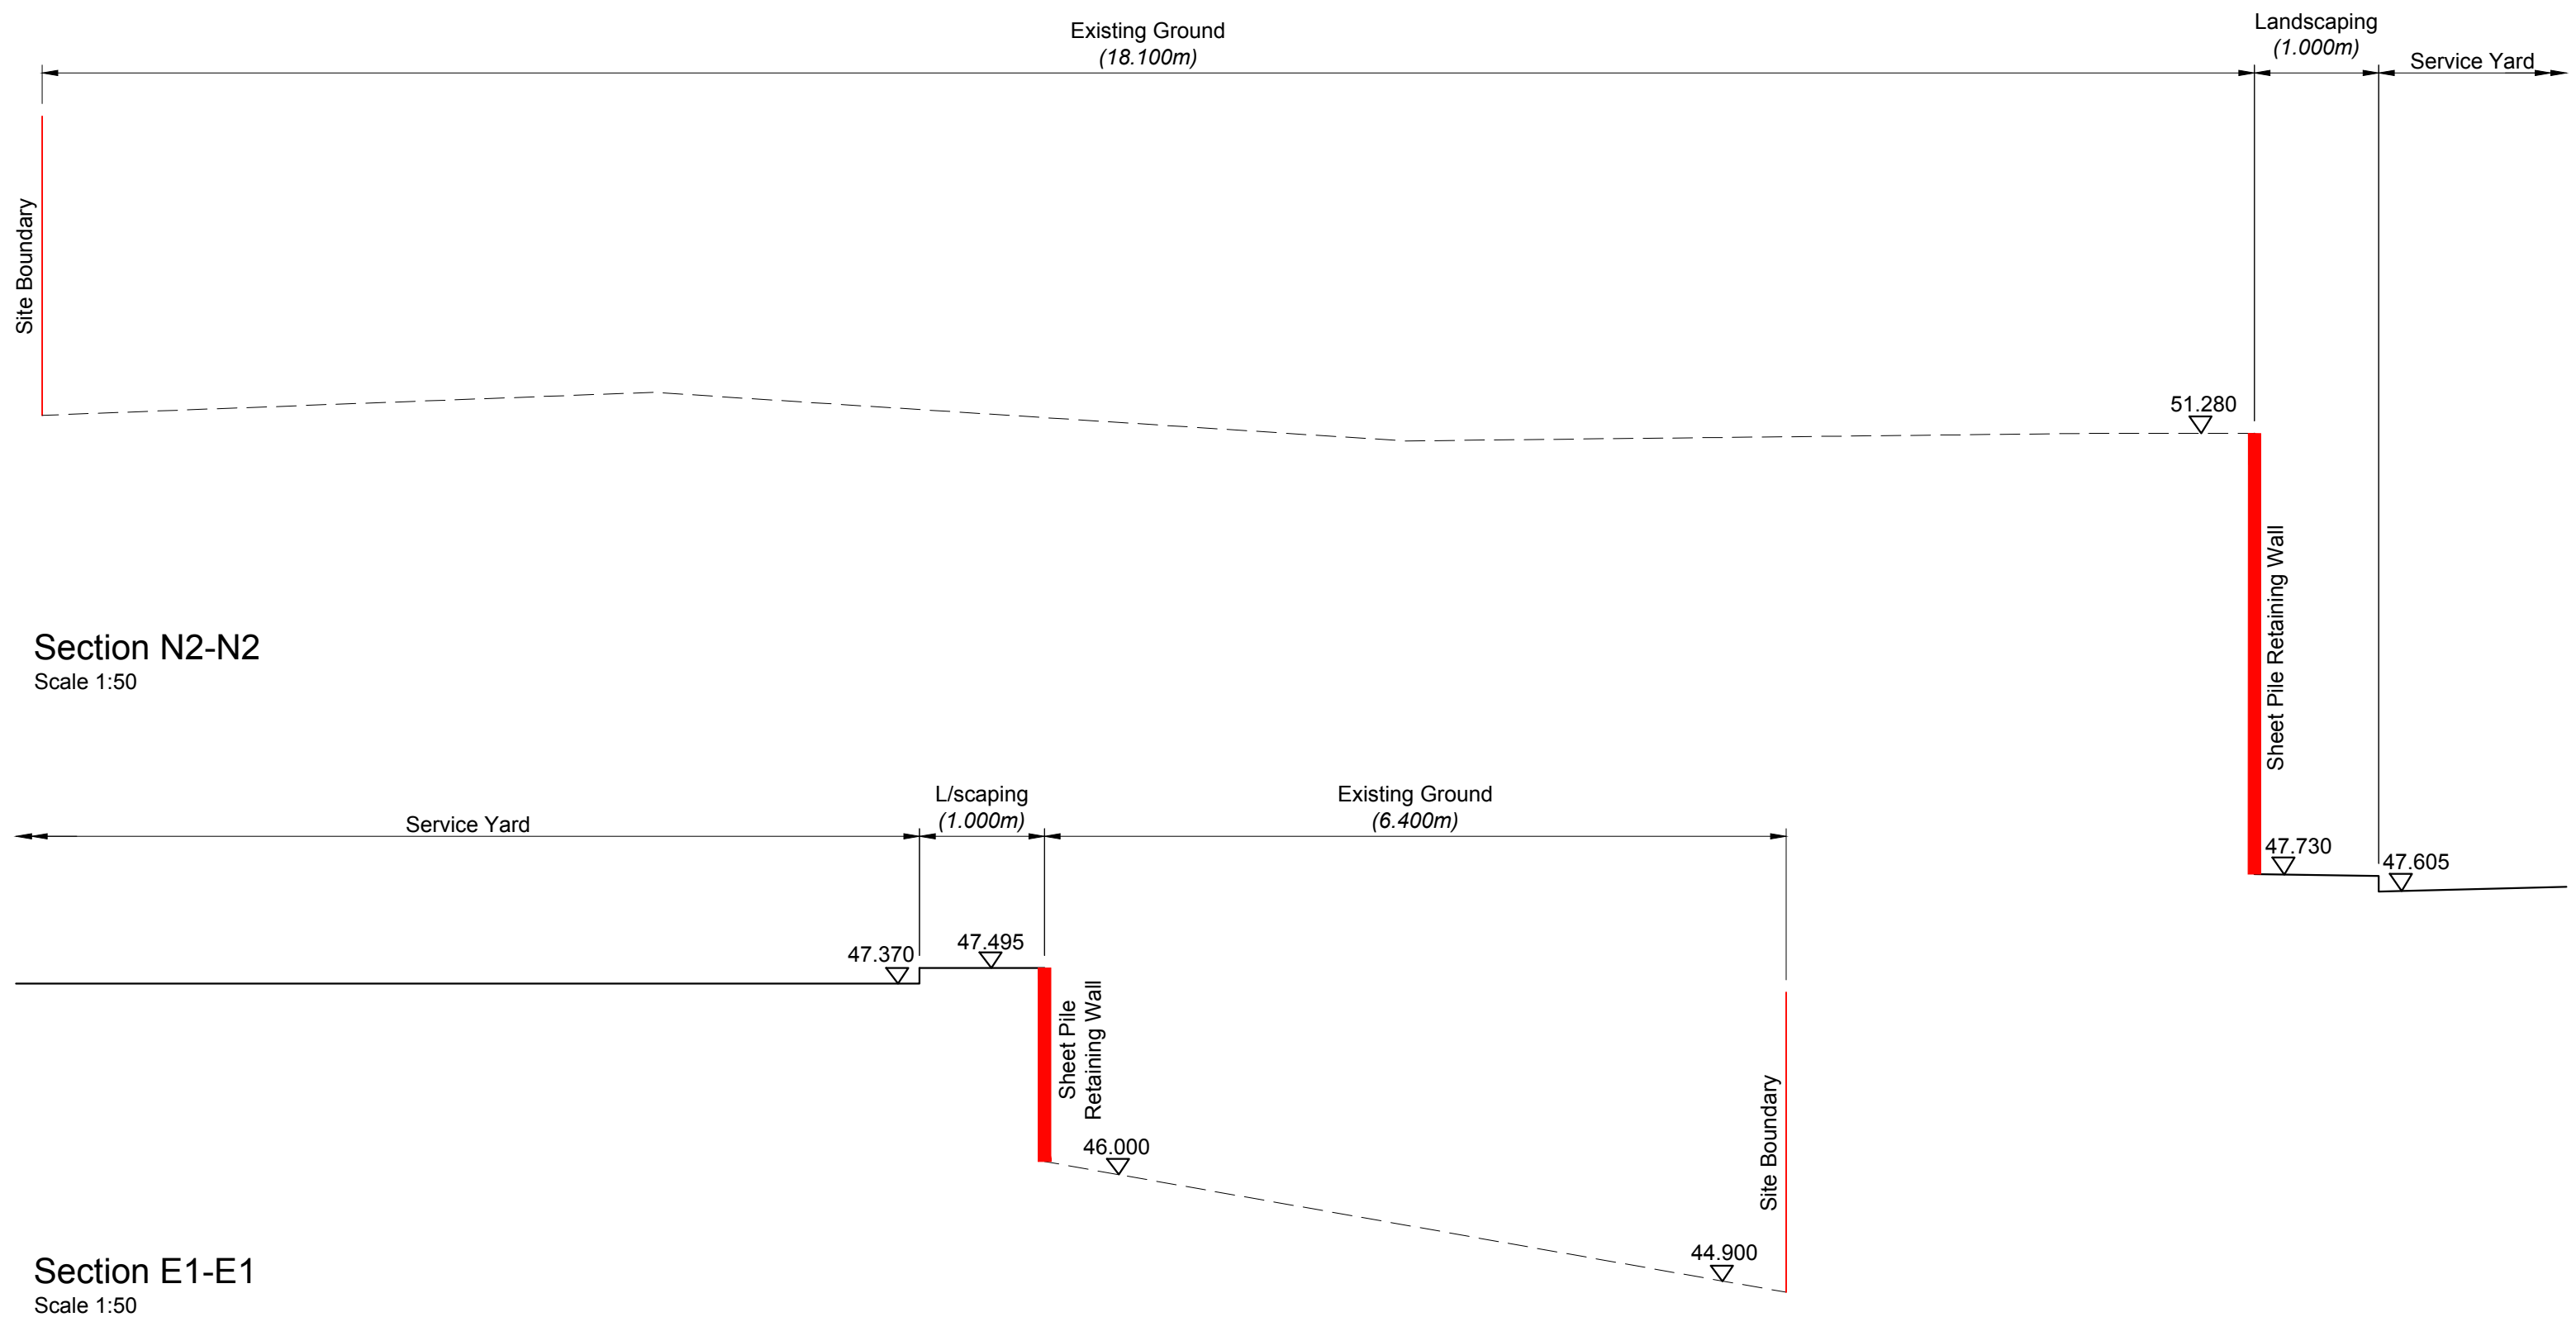 Existing Ground
(18.100m)
Landscaping
(1.000m)
Service Yard
Site Boundary
51.280
Sheet Pile Retaining Wall
47.730
47.605
Section N2-N2
Scale 1:50
Service Yard
L/scaping
(1.000m)
Existing Ground
(6.400m)
47.370
47.495
Sheet Pile
Retaining Wall
46.000
Site Boundary
44.900
Section E1-E1
Scale 1:50